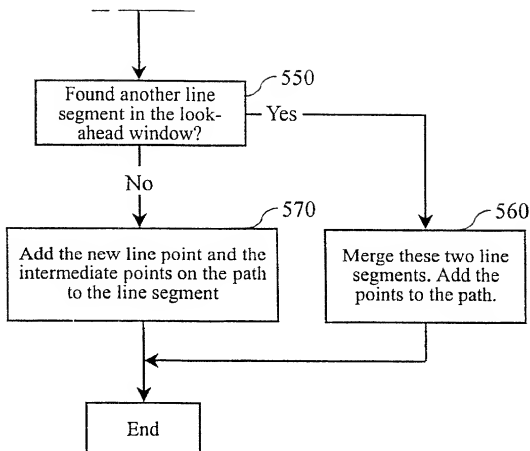 550
Found another line
segment in the look-
ahead window?
Yes
No
570
560
Add the new line point and the
intermediate points on the path
to the line segment
Merge these two line
segments. Add the
points to the path.
End